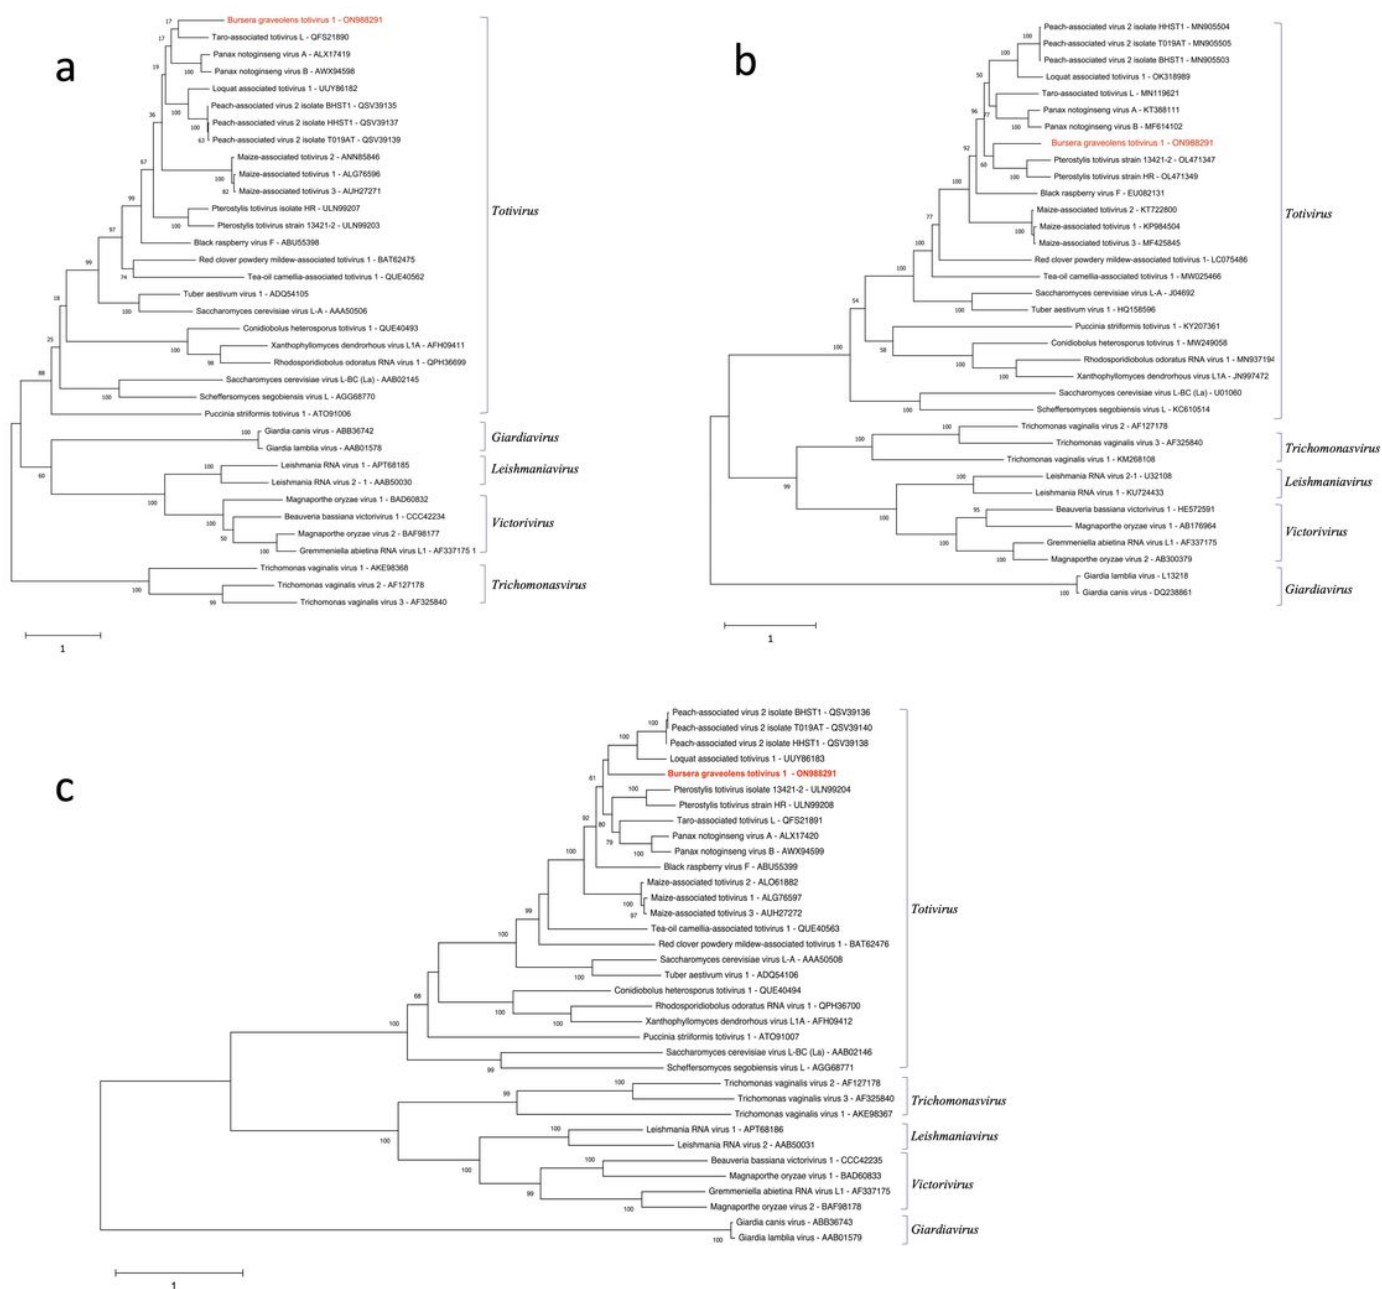 a
17
Bursera graveolens totivirus 1 - ON988291
17
Taro-associated totivirus L - QFS21890
Panax notoginseng virus A - ALX17419
19
100
Panax notoginseng virus B - AWX94598
Loquat associated totivirus 1 - UUY86182
100
Peach-associated virus 2 isolate BHST1 - QSV39135
36
100
Peach-associated virus 2 isolate HHST1 - QSV39137
63
Peach-associated virus 2 isolate T019AT - QSV39139
Maize-associated totivirus 2 - ANN85846
67
100
Maize-associated totivirus 1 - ALG76596
82
Maize-associated totivirus 3 - AUH27271
99
Pterostylis totivirus isolate HR - ULN99207
100
Pterostylis totivirus strain 13421-2 - ULN99203
97
Black raspberry virus F - ABU55398
99
Red clover powdery mildew-associated totivirus 1 - BAT62475
74
Tea-oil camellia-associated totivirus 1 - QUE40562
Tuber aestivum virus 1 - ADQ54105
18
100
Saccharomyces cerevisiae virus L-A - AAA50506
Conidiobolus heterosporus totivirus 1 - QUE40493
25
100
Xanthophyllomyces dendrorhous virus L1A - AFH09411
98
Rhodosporidiobolus odoratus RNA virus 1 - QPH36699
88
Saccharomyces cerevisiae virus L-BC (La) - AAB02145
100
Scheffersomyces segobiensis virus L - AGG68770
Puccinia striiformis totivirus 1 - ATO91006
Totivirus
100
Giardia canis virus - ABB36742
Giardia lamblia virus - AAB01578
Giardiavirus
60
100
Leishmania RNA virus 1 - APT68185
Leishmania RNA virus 2 - 1 - AAB50030
Leishmaniavirus
100
Magnaporthe oryzae virus 1 - BAD60832
100
Beauveria bassiana victorivirus 1 - CCC42234
50
Magnaporthe oryzae virus 2 - BAF98177
100
Gremmeniella abietina RNA virus L1 - AF337175 1
Victorivirus
Trichomonas vaginalis virus 1 - AKE98368
100
Trichomonas vaginalis virus 2 - AF127178
99
Trichomonas vaginalis virus 3 - AF325840
Trichomonasvirus
1
b
Peach-associated virus 2 isolate HHST1 - MN905504
100
Peach-associated virus 2 isolate T019AT - MN905505
100
Peach-associated virus 2 isolate BHST1 - MN905503
50
Loquat associated totivirus 1 - OK318989
Taro-associated totivirus L - MN119621
96
77
Panax notoginseng virus A - KT388111
100
Panax notoginseng virus B - MF614102
92
Bursera graveolens totivirus 1 - ON988291
60
Pterostylis totivirus strain 13421-2 - OL471347
100
Pterostylis totivirus strain HR - OL471349
100
Black raspberry virus F - EU082131
77
Maize-associated totivirus 2 - KT722800
100
Maize-associated totivirus 1 - KP984504
Maize-associated totivirus 3 - MF425845
100
Red clover powdery mildew-associated totivirus 1- LC075486
100
Tea-oil camellia-associated totivirus 1 - MW025466
Saccharomyces cerevisiae virus L-A - J04692
54
100
Tuber aestivum virus 1 - HQ158596
Puccinia striiformis totivirus 1 - KY207361
100
58
Conidiobolus heterosporus totivirus 1 - MW249058
100
Rhodosporidiobolus odoratus RNA virus 1 - MN937194
100
Xanthophyllomyces dendrorhous virus L1A - JN997472
Saccharomyces cerevisiae virus L-BC (La) - U01060
100
Scheffersomyces segobiensis virus L - KC610514
Totivirus
100
Trichomonas vaginalis virus 2 - AF127178
100
Trichomonas vaginalis virus 3 - AF325840
Trichomonas vaginalis virus 1 - KM268108
Trichomonasvirus
99
100
Leishmania RNA virus 2-1 - U32108
Leishmania RNA virus 1 - KU724433
Leishmaniavirus
100
95
Beauveria bassiana victorivirus 1 - HE572591
Magnaporthe oryzae virus 1 - AB176964
100
Gremmeniella abietina RNA virus L1 - AF337175
100
Magnaporthe oryzae virus 2 - AB300379
Victorivirus
Giardia lamblia virus - L13218
100
Giardia canis virus - DQ238861
Giardiavirus
1
c
Peach-associated virus 2 isolate BHST1 - QSV39136
100
Peach-associated virus 2 isolate T019AT - QSV39140
100
Peach-associated virus 2 isolate HHST1 - QSV39138
Loquat associated totivirus 1 - UUY86183
61
Bursera graveolens totivirus 1 - ON988291
100
Pterostylis totivirus isolate 13421-2 - ULN99204
Pterostylis totivirus strain HR - ULN99208
92
80
Taro-associated totivirus L - QFS21891
79
Panax notoginseng virus A - ALX17420
100
Panax notoginseng virus B - AWX94599
100
Black raspberry virus F - ABU55399
Maize-associated totivirus 2 - ALO61882
100
Maize-associated totivirus 1 - ALG76597
99
97
Maize-associated totivirus 3 - AUH27272
Tea-oil camellia-associated totivirus 1 - QUE40563
100
Red clover powdery mildew-associated totivirus 1 - BAT62476
Saccharomyces cerevisiae virus L-A - AAA50508
100
Tuber aestivum virus 1 - ADQ54106
68
Conidiobolus heterosporus totivirus 1 - QUE40494
100
Rhodosporidiobolus odoratus RNA virus 1 - QPH36700
100
Xanthophyllomyces dendrorhous virus L1A - AFH09412
100
Puccinia striiformis totivirus 1 - ATO91007
Saccharomyces cerevisiae virus L-BC (La) - AAB02146
99
Scheffersomyces segobiensis virus L - AGG68771
Totivirus
100
Trichomonas vaginalis virus 2 - AF127178
99
Trichomonas vaginalis virus 3 - AF325840
Trichomonas vaginalis virus 1 - AKE98367
Trichomonasvirus
100
100
Leishmania RNA virus 1 - APT68186
Leishmania RNA virus 2 - AAB50031
Leishmaniavirus
100
100
Beauveria bassiana victorivirus 1 - CCC42235
Magnaporthe oryzae virus 1 - BAD60833
99
Gremmeniella abietina RNA virus L1 - AF337175
100
Magnaporthe oryzae virus 2 - BAF98178
Victorivirus
Giardia canis virus - ABB36743
100
Giardia lamblia virus - AAB01579
Giardiavirus
1